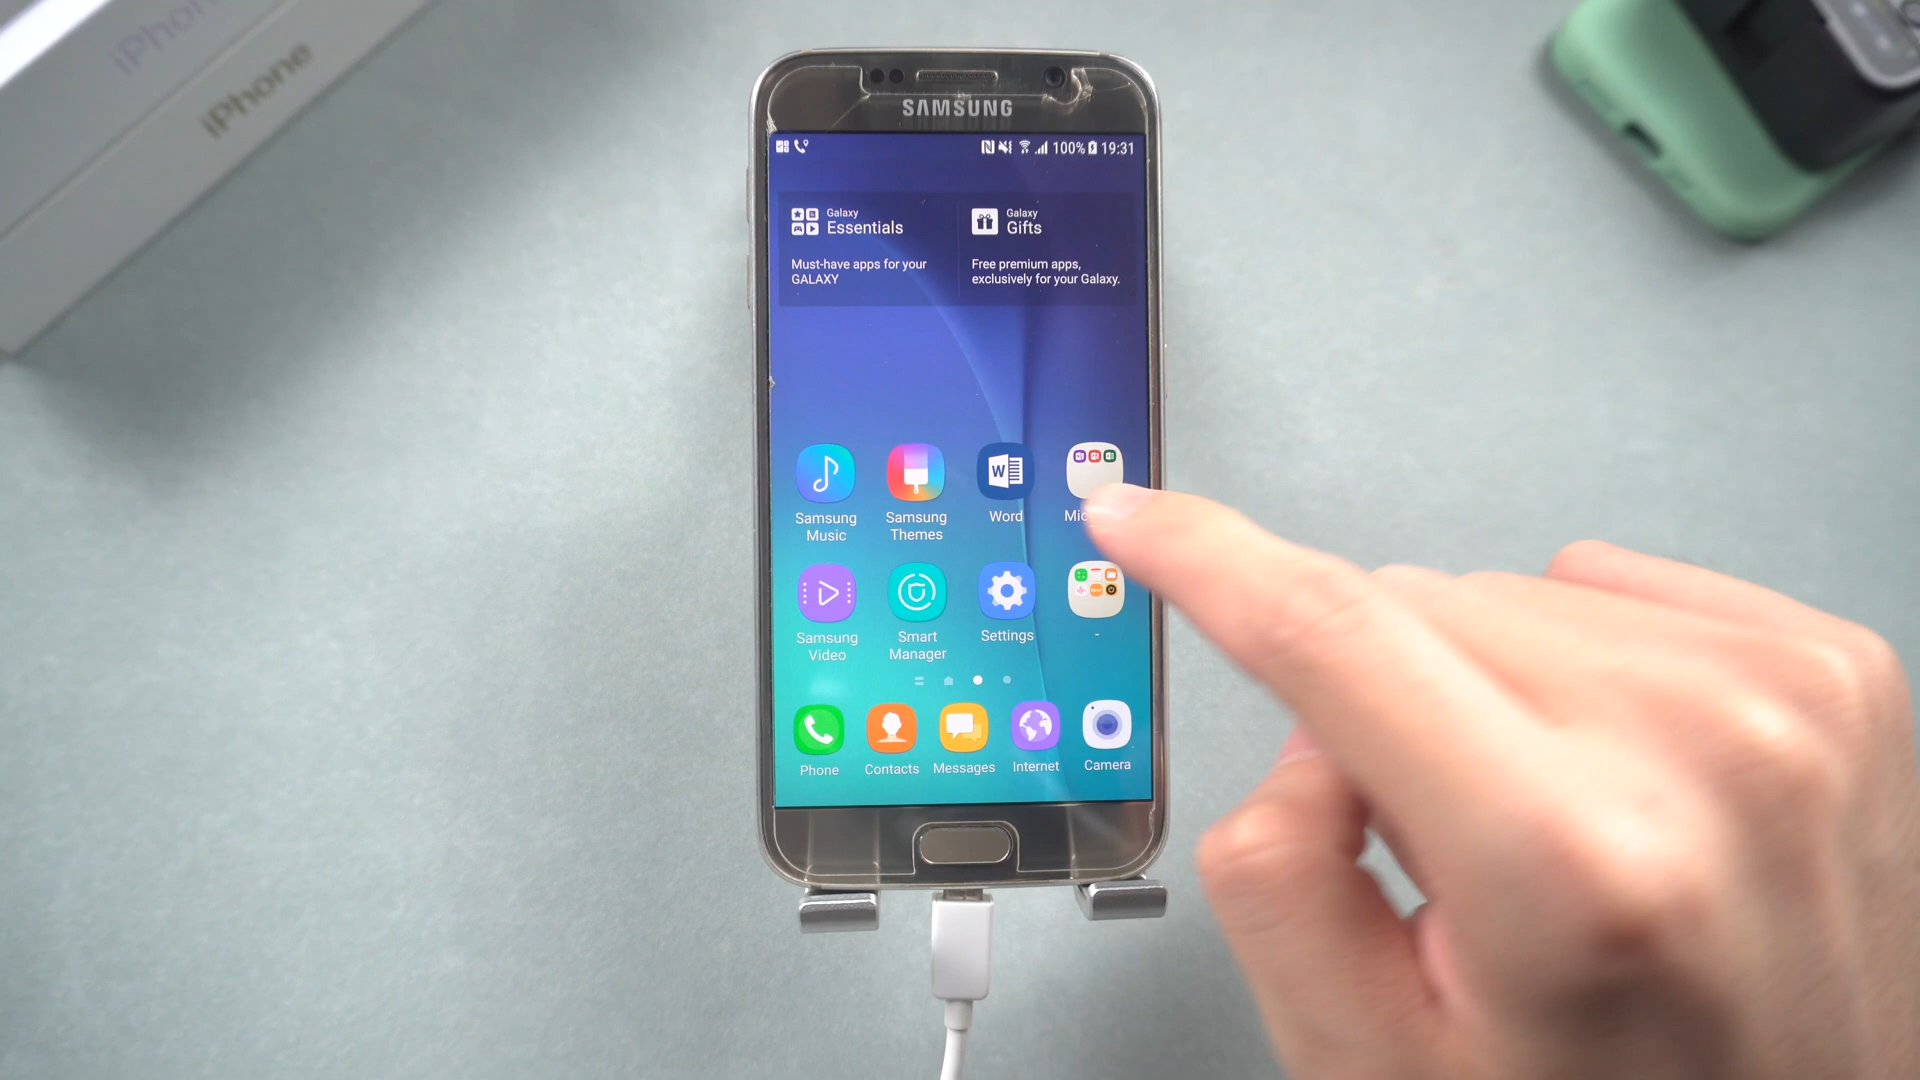 iPhone
iPhone
SAMSUNG
100% 19:31
Galaxy
Essentials
Must-have apps for your
GALAXY
Galaxy
Gifts
Free premium apps,
exclusively for your Galaxy.
Samsung
Music
Samsung
Themes
W
Word
Mic
Samsung
Video
Smart
Manager
Settings
-
Phone
Contacts
Messages
Internet
Camera